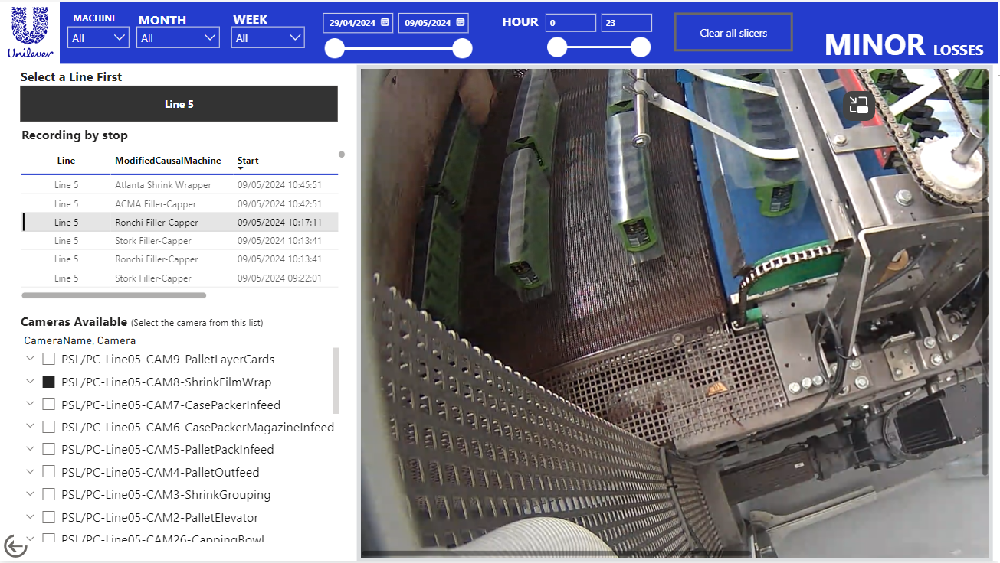 Unilever
MACHINE
All
MONTH
All
WEEK
All
29/04/2024
09/05/2024
HOUR
0
23
Clear all slicers
MINOR LOSSES
Select a Line First
Line 5
Recording by stop
Line ModifiedCausalMachine Start
Line 5 Atlanta Shrink Wrapper 09/05/2024 10:45:51
Line 5 ACMA Filler-Capper 09/05/2024 10:42:51
Line 5 Ronchi Filler-Capper 09/05/2024 10:17:11
Line 5 Stork Filler-Capper 09/05/2024 10:13:41
Line 5 Ronchi Filler-Capper 09/05/2024 10:13:41
Line 5 Stork Filler-Capper 09/05/2024 09:22:01
Cameras Available (Select the camera from this list)
CameraName, Camera
PSL/PC-Line05-CAM9-PalletLayerCards
PSL/PC-Line05-CAM8-ShrinkFilmWrap
PSL/PC-Line05-CAM7-CasePackerInfeed
PSL/PC-Line05-CAM6-CasePackerMagazineInfeed
PSL/PC-Line05-CAM5-PalletPackInfeed
PSL/PC-Line05-CAM4-PalletOutfeed
PSL/PC-Line05-CAM3-ShrinkGrouping
PSL/PC-Line05-CAM2-PalletElevator
PSL/PC-Line05-CAM26-CappingBowl